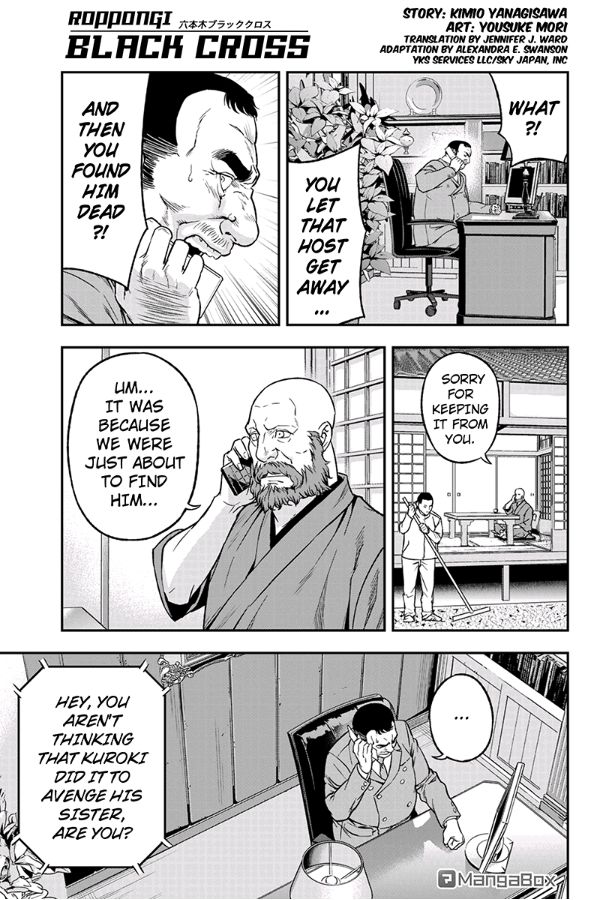 ROPPONGI
六本木ブラッククロス
BLACK CROSS
STORY: KIMIO YANAGISAWA
ART: YOUSUKE MORI
TRANSLATION BY JENNIFER J. WARD
ADAPTATION BY ALEXANDRA E. SWANSON
YKS SERVICES LLC/SKY JAPAN, INC
WHAT
?!
YOU
LET
THAT
HOST
GET
AWAY
...
AND
THEN
YOU
FOUND
HIM
DEAD
?!
SORRY
FOR
KEEPING
IT FROM
YOU.
UM...
IT WAS
BECAUSE
WE WERE
JUST ABOUT
TO FIND
HIM...
...
HEY, YOU
AREN'T
THINKING
THAT KUROKI
DID IT TO
AVENGE HIS
SISTER,
ARE YOU?
MangaBox